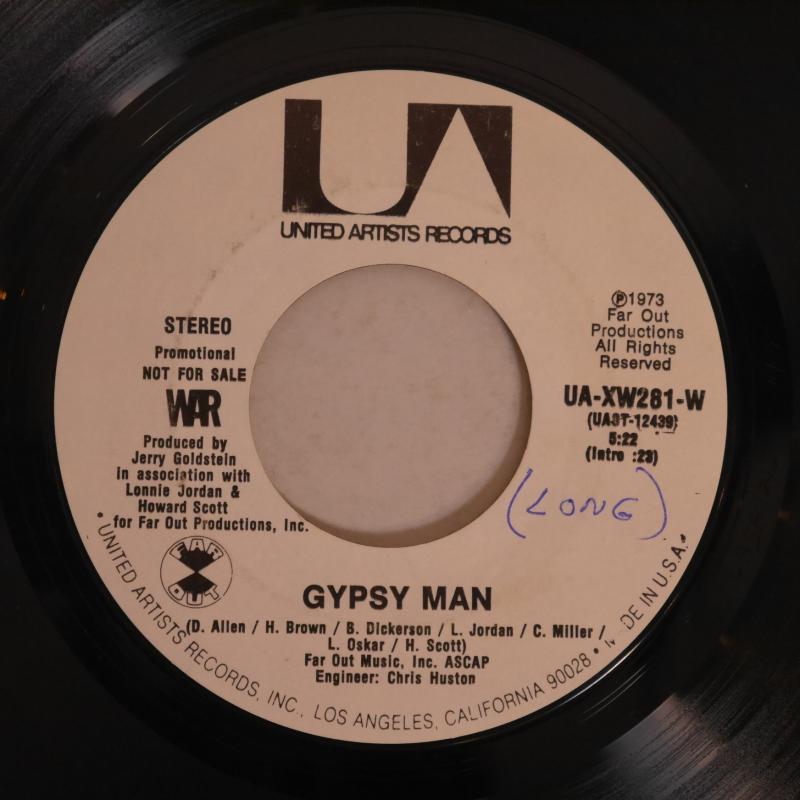 UA
UNITED ARTISTS RECORDS
STEREO
Promotional
NOT FOR SALE
WAR
Produced by
Jerry Goldstein
in association with
Lonnie Jordan &
Howard Scott
for Far Out Productions, Inc.
℗1973
Far Out
Productions
All Rights
Reserved
UA-XW281-W
(UAST-12439)
5:22
(Intro :23)
(LONG)
FAR
OUT
GYPSY MAN
(D. Allen / H. Brown / B. Dickerson / L. Jordan / C. Miller /
L. Oskar / H. Scott)
Far Out Music, Inc. ASCAP
Engineer: Chris Huston
• UNITED ARTISTS RECORDS, INC., LOS ANGELES, CALIFORNIA 90028 • DE IN U.S.A.